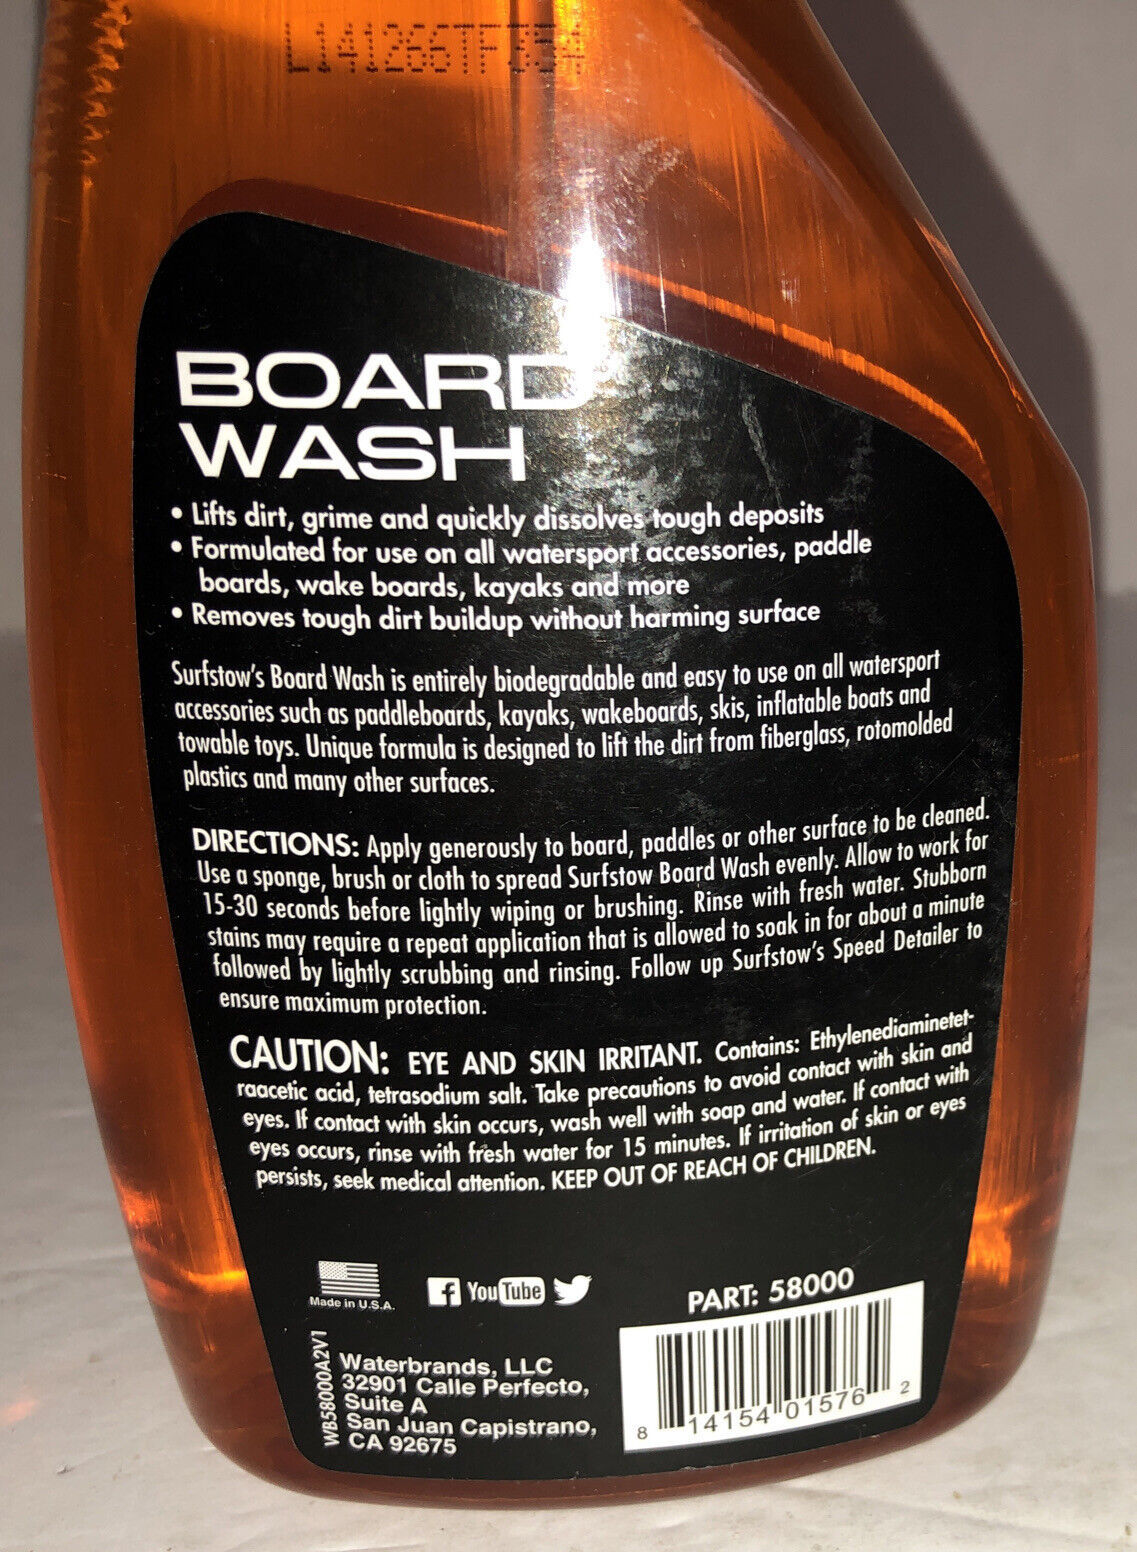 L141266TF354
BOARD
WASH
• Lifts dirt, grime and quickly dissolves tough deposits
• Formulated for use on all watersport accessories, paddle
boards, wake boards, kayaks and more
• Removes tough dirt buildup without harming surface
Surfstow's Board Wash is entirely biodegradable and easy to use on all watersport
accessories such as paddleboards, kayaks, wakeboards, skis, inflatable boats and
towable toys. Unique formula is designed to lift the dirt from fiberglass, rotomolded
plastics and many other surfaces.
DIRECTIONS: Apply generously to board, paddles or other surface to be cleaned.
Use a sponge, brush or cloth to spread Surfstow Board Wash evenly. Allow to work for
15-30 seconds before lightly wiping or brushing. Rinse with fresh water. Stubborn
stains may require a repeat application that is allowed to soak in for about a minute
followed by lightly scrubbing and rinsing. Follow up Surfstow's Speed Detailer to
ensure maximum protection.
CAUTION: EYE AND SKIN IRRITANT. Contains: Ethylenediaminetet-
raacetic acid, tetrasodium salt. Take precautions to avoid contact with skin and
eyes. If contact with skin occurs, wash well with soap and water. If contact with
eyes occurs, rinse with fresh water for 15 minutes. If irritation of skin or eyes
persists, seek medical attention. KEEP OUT OF REACH OF CHILDREN.
Made in U.S.A.
f YouTube
PART: 58000
WB58000A2V1
Waterbrands, LLC
32901 Calle Perfecto,
Suite A
San Juan Capistrano,
CA 92675
8 14154 01576 2